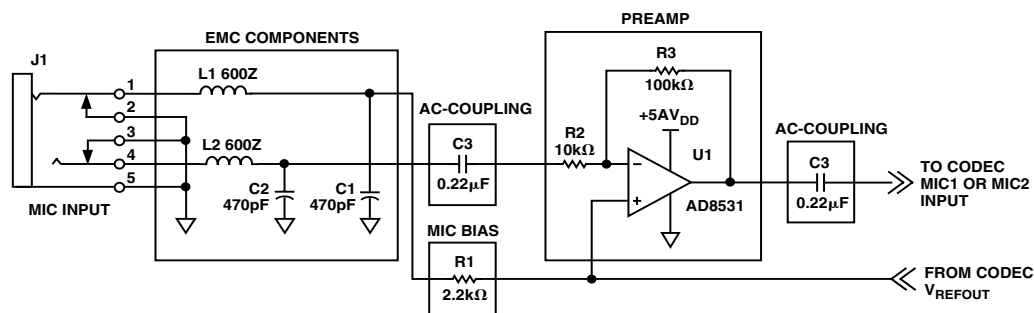 PREAMP
EMC COMPONENTS
J1
L1 600Z
1
2
3
4
5
L2 600Z
C2
470pF
C1
470pF
MIC INPUT
AC-COUPLING
C3
0.22µF
MIC BIAS
R1
2.2kΩ
R2
10kΩ
R3
100kΩ
+5AVDD
U1
AD8531
−
+
AC-COUPLING
C3
0.22µF
TO CODEC
MIC1 OR MIC2
INPUT
FROM CODEC
VREFOUT